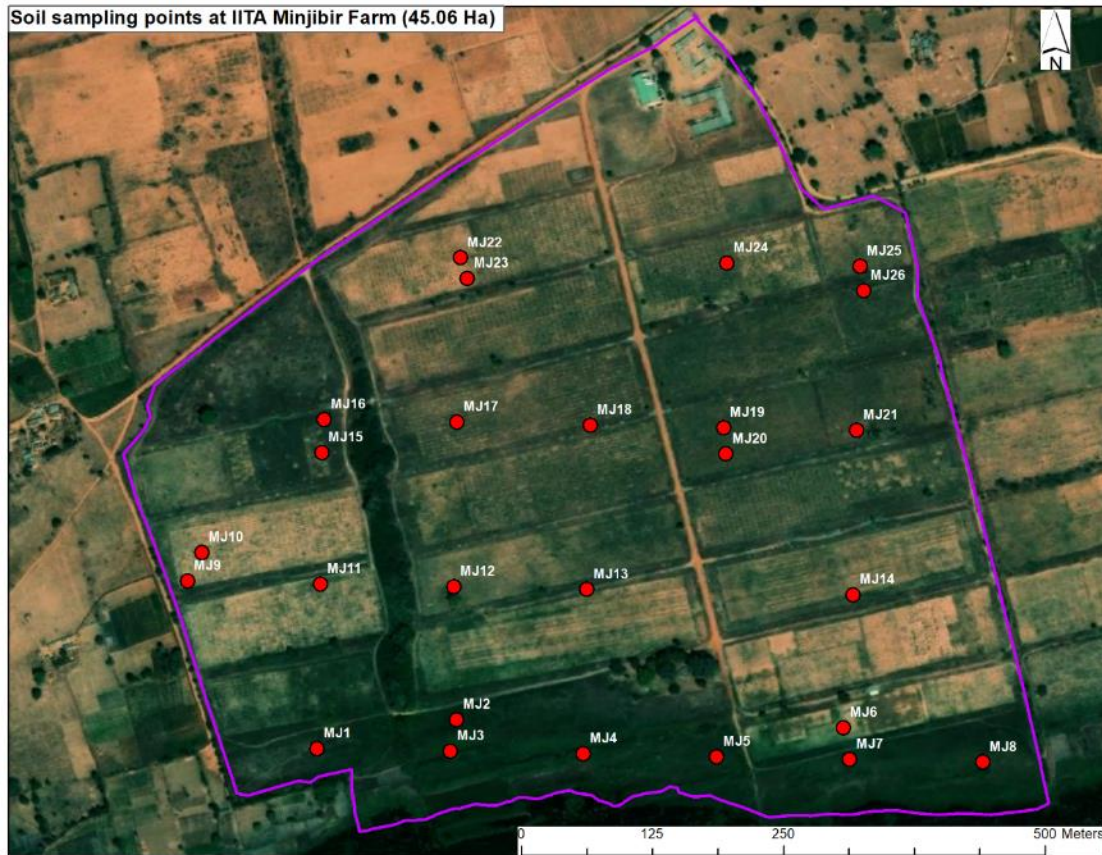 Soil sampling points at IITA Minjibir Farm (45.06 Ha)
N
MJ22
MJ23
MJ24
MJ25
MJ26
MJ16
MJ17
MJ18
MJ19
MJ21
MJ15
MJ20
MJ10
MJ9
MJ11
MJ12
MJ13
MJ14
MJ2
MJ6
MJ1
MJ3
MJ4
MJ5
MJ7
MJ8
0 125 250 500 Meters